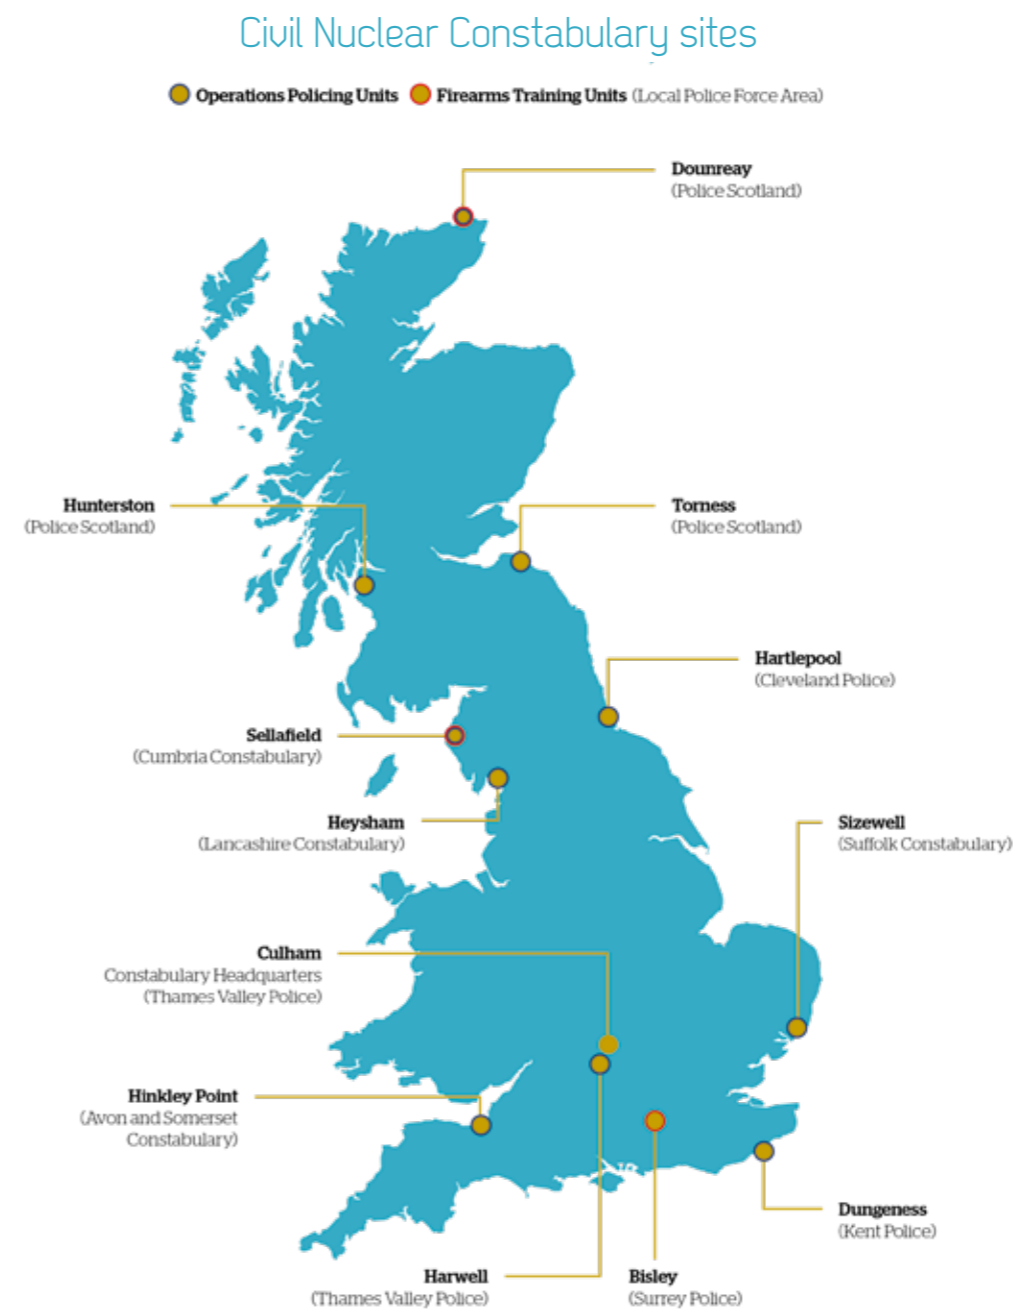 Civil Nuclear Constabulary sites
Operations Policing Units Firearms Training Units (Local Police Force Area)
Dounreay
(Police Scotland)
Hunterston
(Police Scotland)
Torness
(Police Scotland)
Hartlepool
(Cleveland Police)
Sellafield
(Cumbria Constabulary)
Heysham
(Lancashire Constabulary)
Sizewell
(Suffolk Constabulary)
Culham
Constabulary Headquarters
(Thames Valley Police)
Hinkley Point
(Avon and Somerset
Constabulary)
Dungeness
(Kent Police)
Harwell
(Thames Valley Police)
Bisley
(Surrey Police)